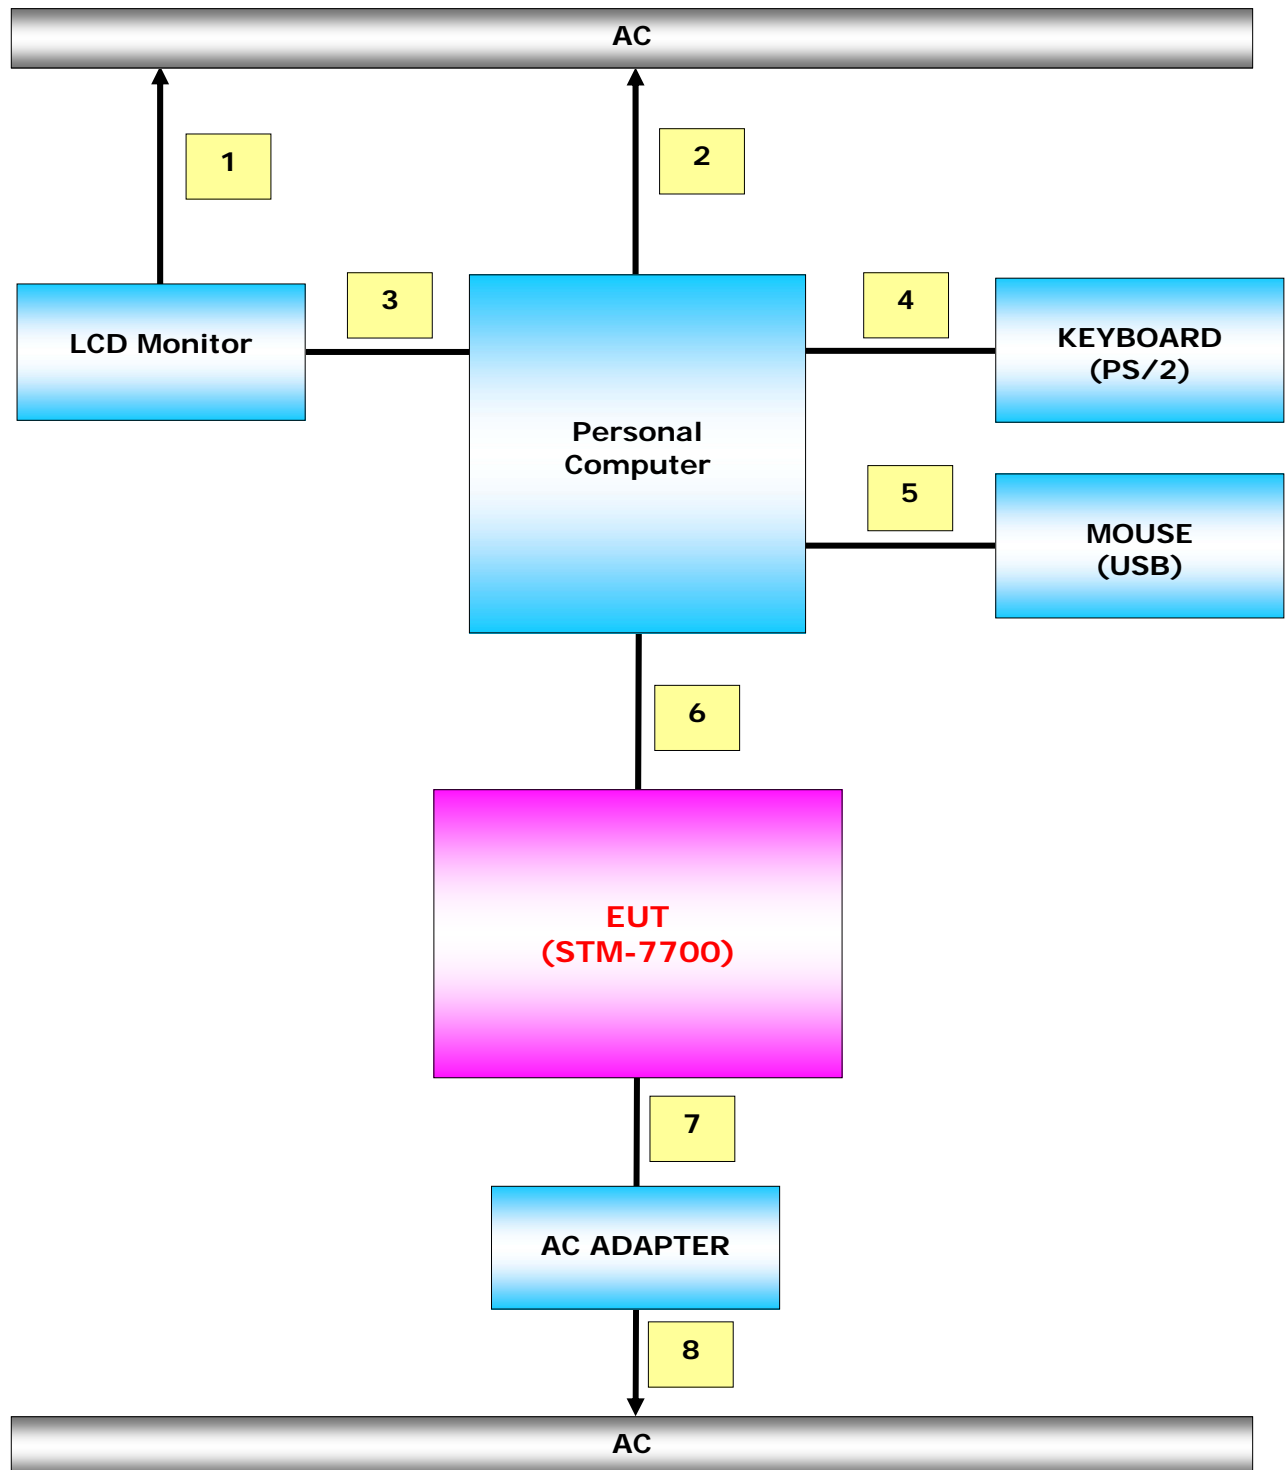 AC
1
2
3
4
LCD Monitor
KEYBOARD
(PS/2)
Personal
Computer
5
MOUSE
(USB)
6
EUT
(STM-7700)
7
AC ADAPTER
8
AC